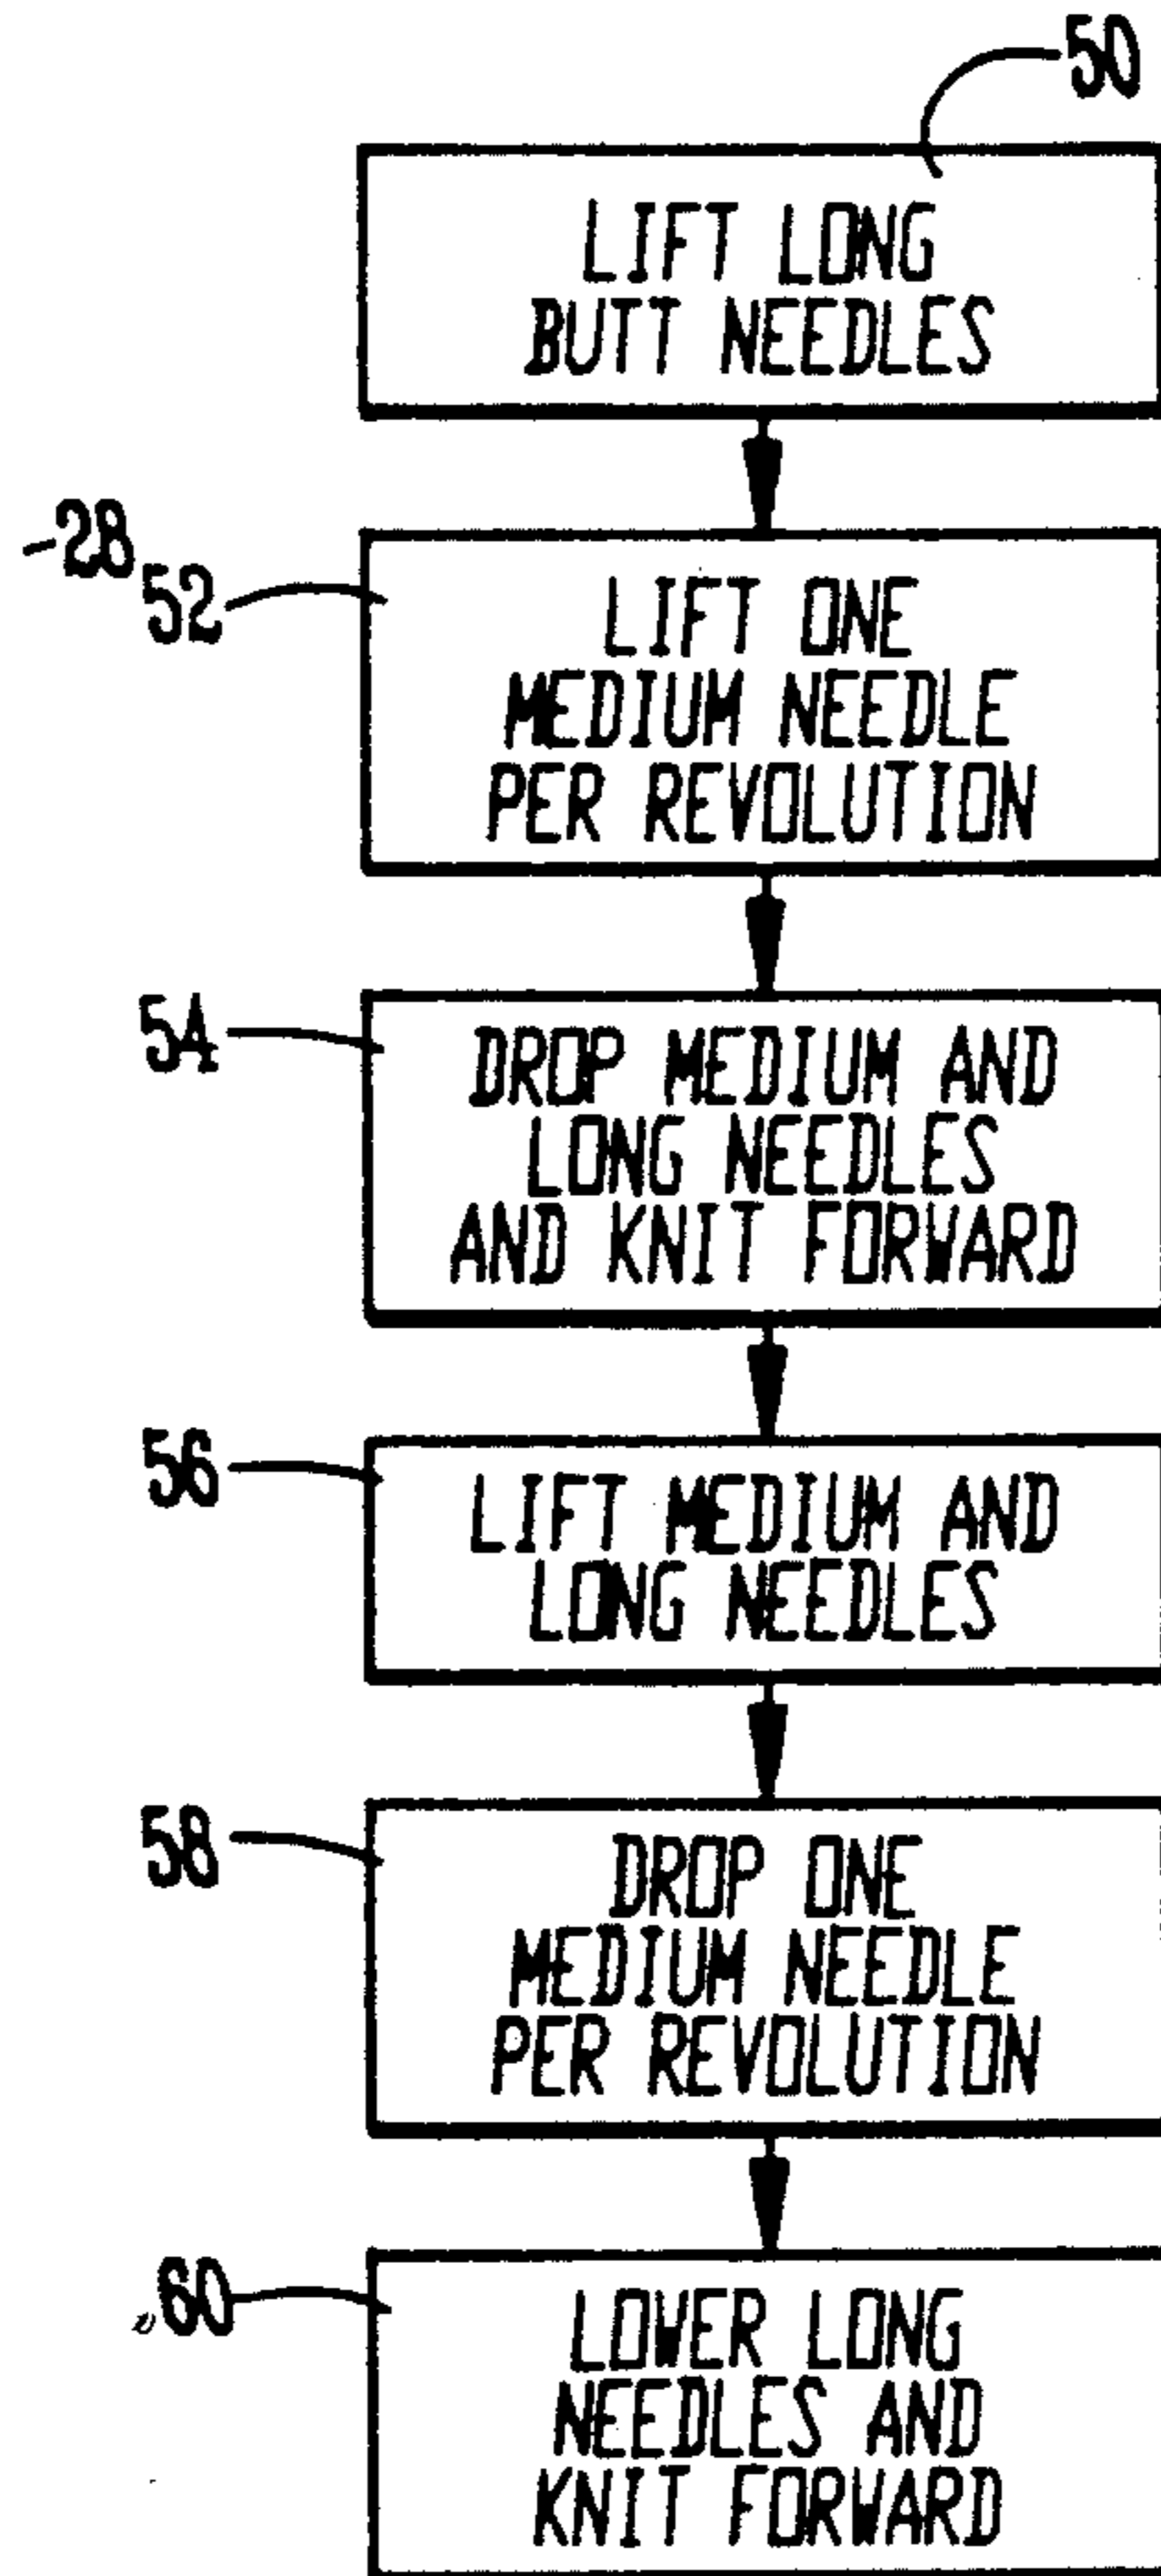 50
LIFT LONG
BUTT NEEDLES
-28
52
LIFT ONE
MEDIUM NEEDLE
PER REVOLUTION
54
DROP MEDIUM AND
LONG NEEDLES
AND KNIT FORWARD
56
LIFT MEDIUM AND
LONG NEEDLES
58
DROP ONE
MEDIUM NEEDLE
PER REVOLUTION
60
LOWER LONG
NEEDLES AND
KNIT FORWARD